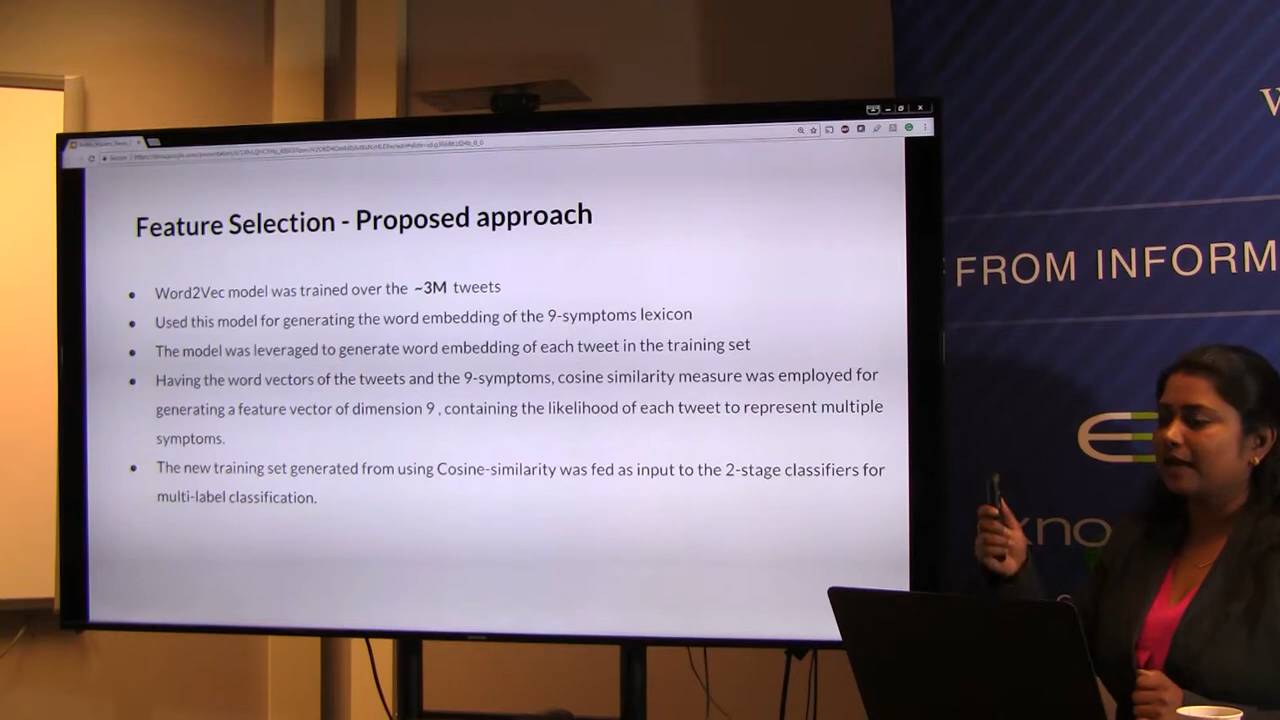 Feature Selection - Proposed approach
● Word2Vec model was trained over the ~3M tweets
● Used this model for generating the word embedding of the 9-symptoms lexicon
● The model was leveraged to generate word embedding of each tweet in the training set
● Having the word vectors of the tweets and the 9-symptoms, cosine similarity measure was employed for
generating a feature vector of dimension 9 , containing the likelihood of each tweet to represent multiple
symptoms.
● The new training set generated from using Cosine-similarity was fed as input to the 2-stage classifiers for
multi-label classification.
W
FROM INFORM
kno